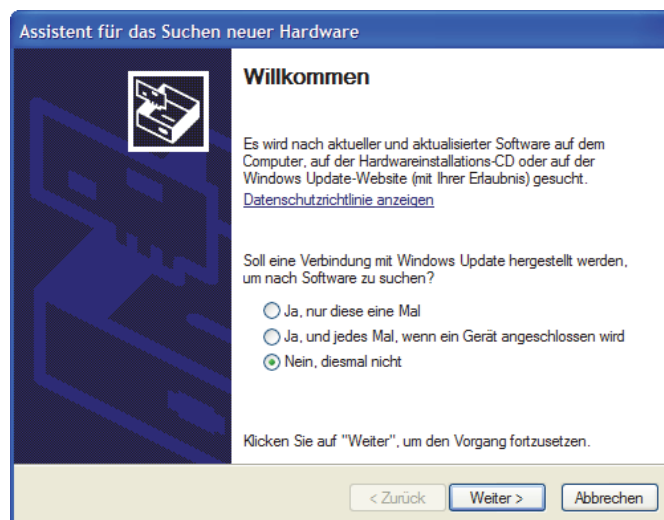 Assistent für das Suchen neuer Hardware
Willkommen
Es wird nach aktueller und aktualisierter Software auf dem
Computer, auf der Hardwareinstallations-CD oder auf der
Windows Update-Website (mit Ihrer Erlaubnis) gesucht.
Datenschutzrichtlinie anzeigen
Soll eine Verbindung mit Windows Update hergestellt werden,
um nach Software zu suchen?
Ja, nur diese eine Mal
Ja, und jedes Mal, wenn ein Gerät angeschlossen wird
Nein, diesmal nicht
Klicken Sie auf "Weiter", um den Vorgang fortzusetzen.
< Zurück Weiter > Abbrechen